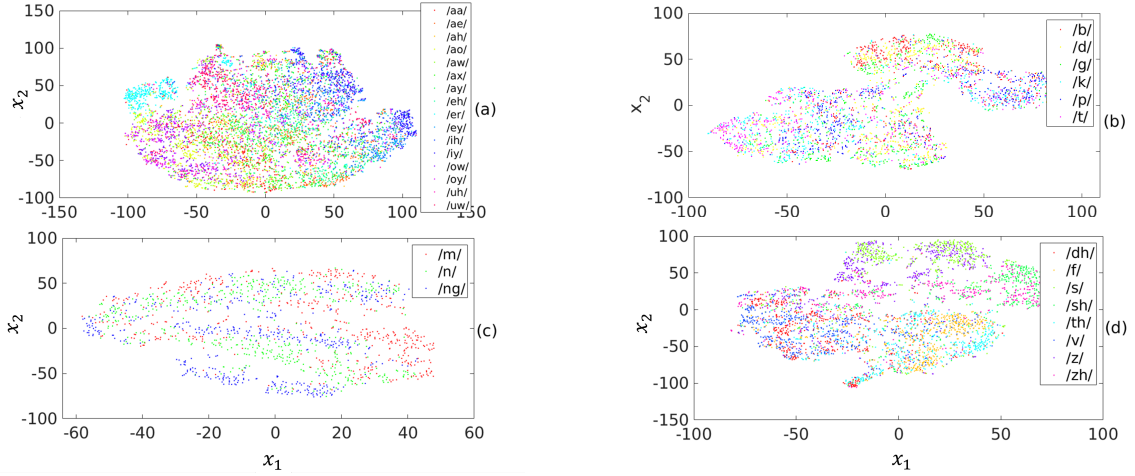 150
100
50
0
-50
-100
-150
-100
-50
0
50
100
150
x₂
(a)
/aa/
/ae/
/ah/
/ao/
/aw/
/ax/
/ay/
/eh/
/er/
/ey/
/ih/
/iy/
/ow/
/oy/
/uh/
/uw/
100
50
0
-50
-100
-100
-50
0
50
100
x₂
(b)
/b/
/d/
/g/
/k/
/p/
/t/
100
50
0
-50
-100
-60
-40
-20
0
20
40
60
x₂
x₁
(c)
/m/
/n/
/ng/
100
50
0
-50
-100
-150
-100
-50
0
50
100
x₂
x₁
(d)
/dh/
/f/
/s/
/sh/
/th/
/v/
/z/
/zh/